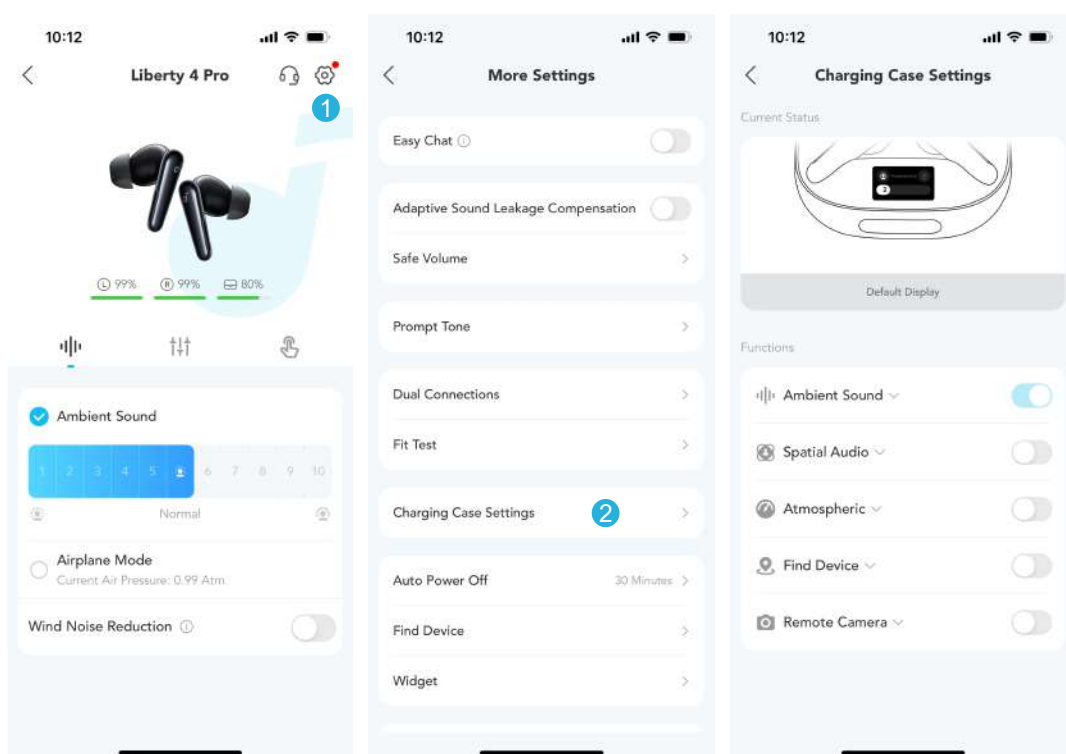 10:12
Liberty 4 Pro
1
L 99% R 99% 80%
Ambient Sound
1 2 3 4 5 6 7 8 9 10
Normal
Airplane Mode
Current Air Pressure: 0.99 Atm
Wind Noise Reduction
10:12
More Settings
Easy Chat
Adaptive Sound Leakage Compensation
Safe Volume
Prompt Tone
Dual Connections
Fit Test
Charging Case Settings 2
Auto Power Off 30 Minutes
Find Device
Widget
10:12
Charging Case Settings
Current Status
Default Display
Functions
Ambient Sound
Spatial Audio
Atmospheric
Find Device
Remote Camera